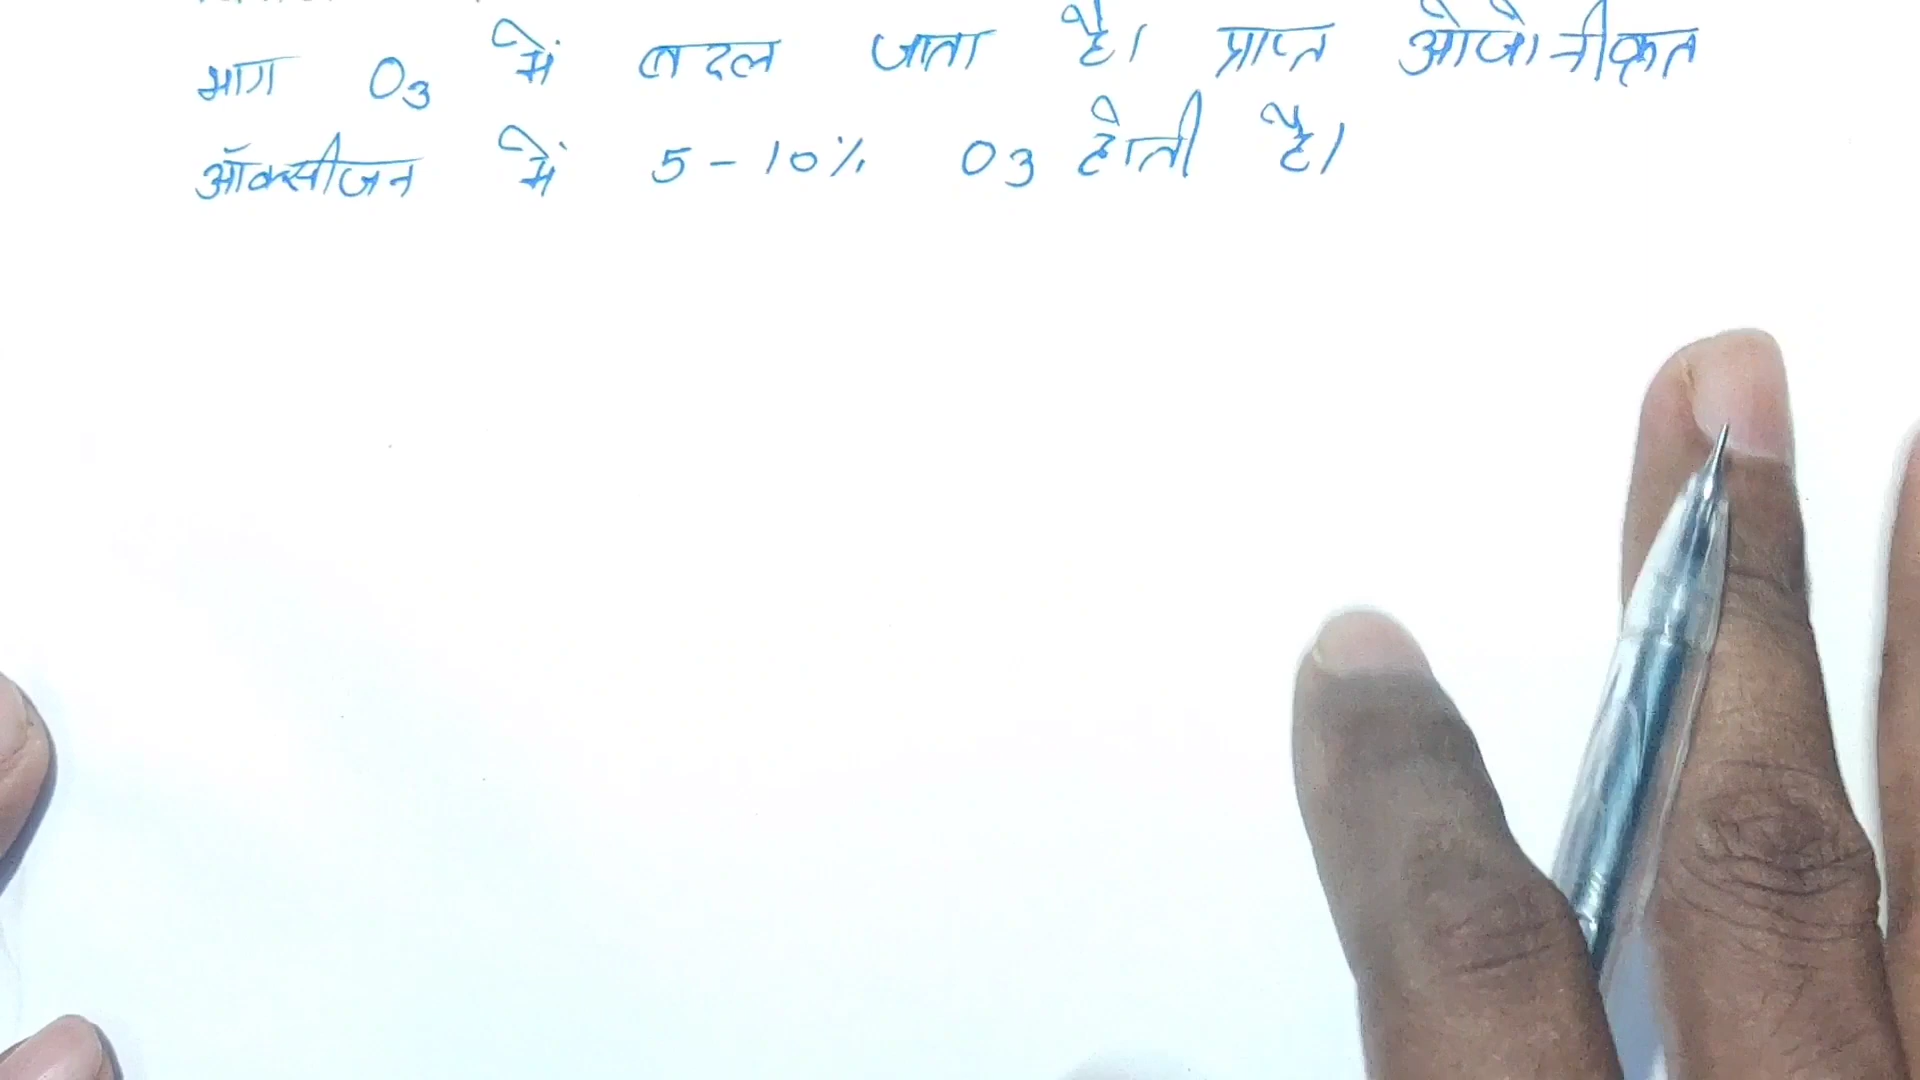 भाग O3 में बदल जाता है। प्राप्त ओजोनीकृत
ऑक्सीजन में 5-10% O3 होती है।